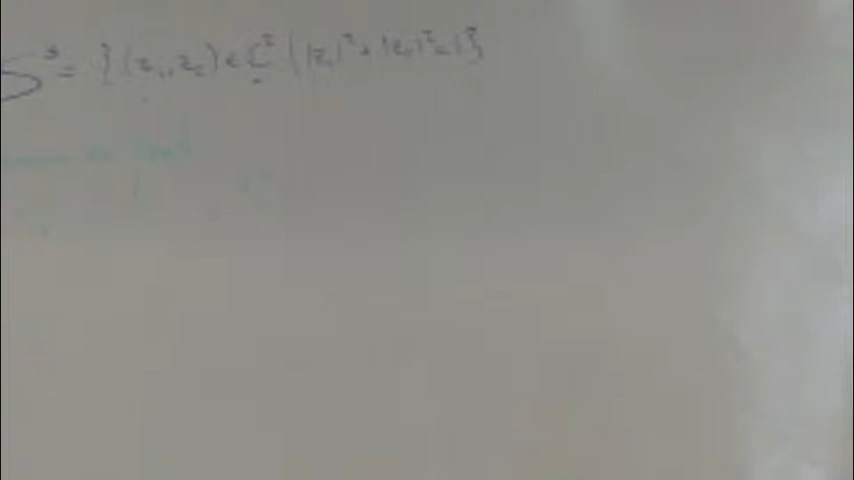 S³ = {(z₁, z₂) ∈ ℂ² | |z₁|² + |z₂|² = 1}